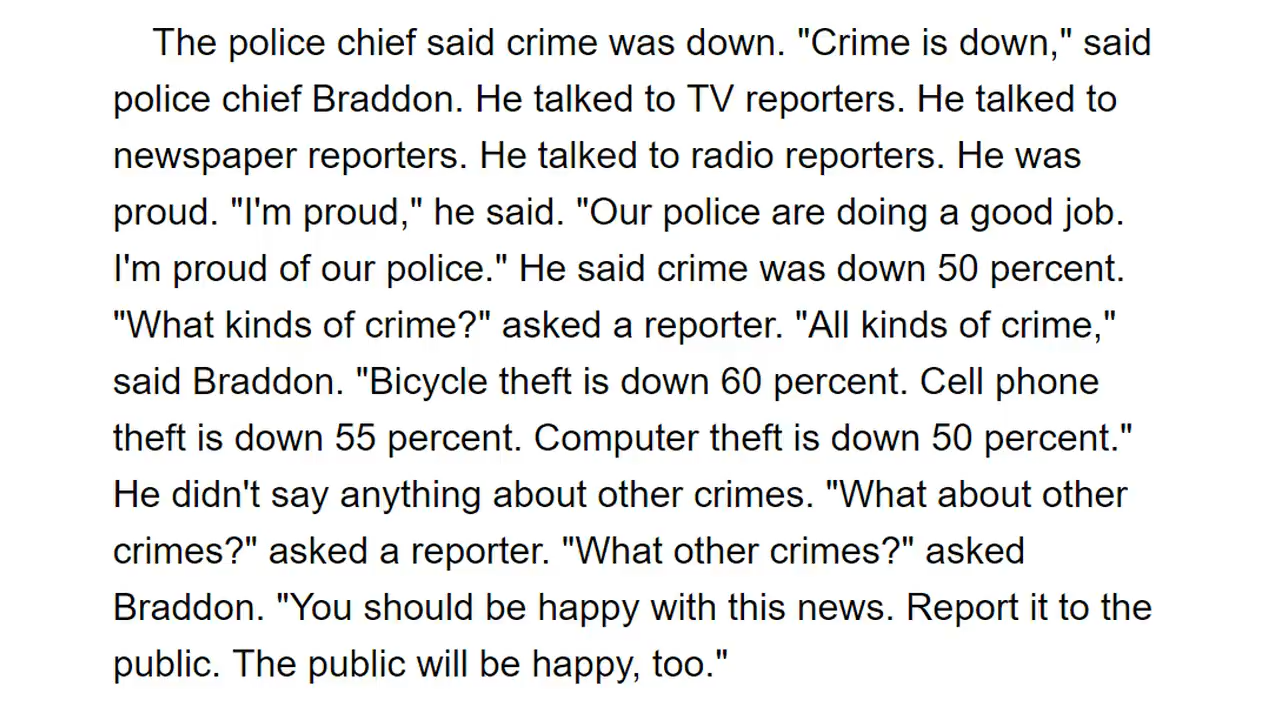 The police chief said crime was down. "Crime is down," said
police chief Braddon. He talked to TV reporters. He talked to
newspaper reporters. He talked to radio reporters. He was
proud. "I'm proud," he said. "Our police are doing a good job.
I'm proud of our police." He said crime was down 50 percent.
"What kinds of crime?" asked a reporter. "All kinds of crime,"
said Braddon. "Bicycle theft is down 60 percent. Cell phone
theft is down 55 percent. Computer theft is down 50 percent."
He didn't say anything about other crimes. "What about other
crimes?" asked a reporter. "What other crimes?" asked
Braddon. "You should be happy with this news. Report it to the
public. The public will be happy, too."